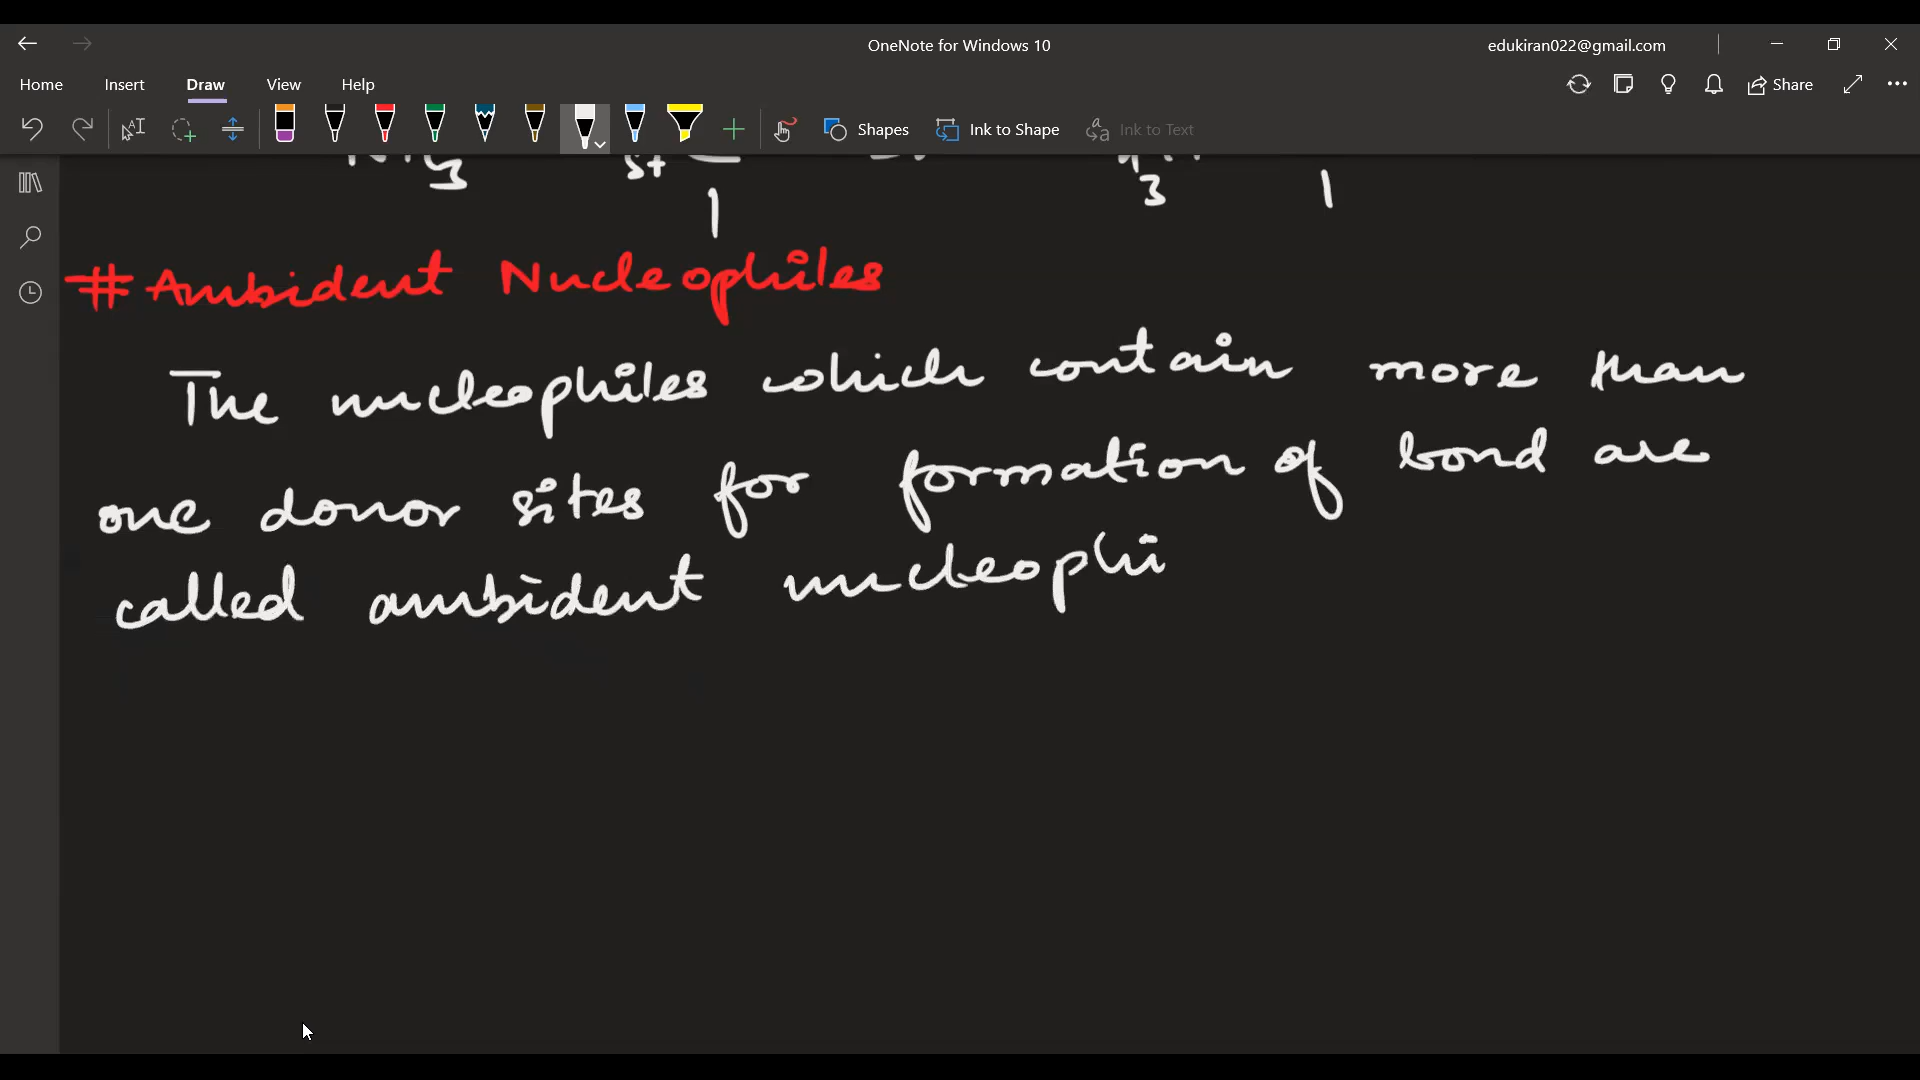 OneNote for Windows 10
edukiran022@gmail.com
Home Insert Draw View Help
Share
Shapes Ink to Shape Ink to Text
3 δ+ 3
# Ambident Nucleophiles
The nucleophiles which contain more than
one donor sites for formation of bond are
called ambident nucleophi